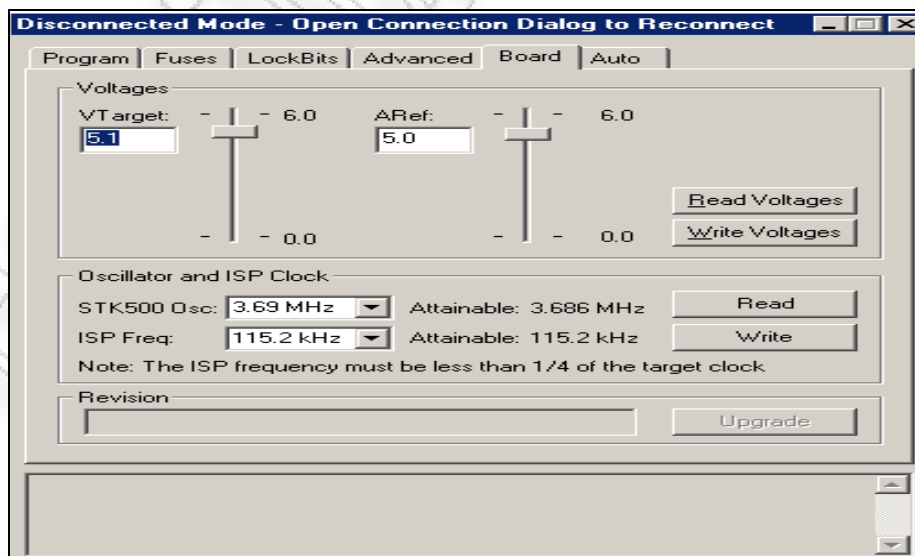 Disconnected Mode - Open Connection Dialog to Reconnect
Program Fuses LockBits Advanced Board Auto
Voltages
VTarget: 6.0 ARef: 6.0
5.1 5.0
Read Voltages
0.0 0.0 Write Voltages
Oscillator and ISP Clock
STK500 Osc: 3.69 MHz Attainable: 3.686 MHz Read
ISP Freq: 115.2 kHz Attainable: 115.2 kHz Write
Note: The ISP frequency must be less than 1/4 of the target clock
Revision
Upgrade